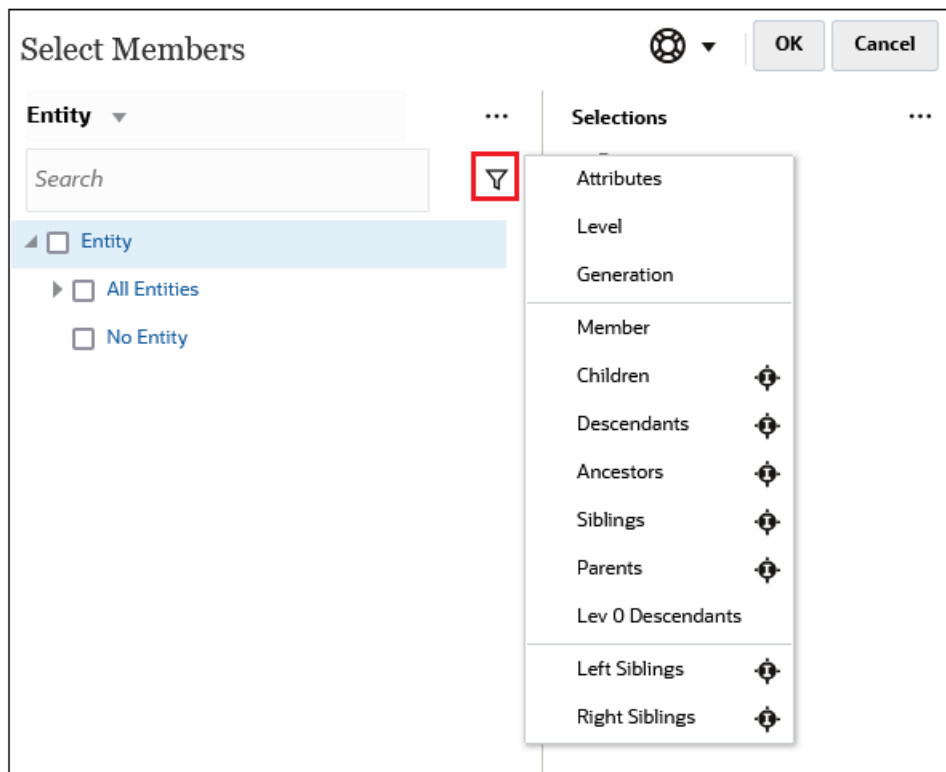 Select Members
OK
Cancel
Entity
...
Selections
...
Search
Entity
All Entities
No Entity
Attributes
Level
Generation
Member
Children
Descendants
Ancestors
Siblings
Parents
Lev 0 Descendants
Left Siblings
Right Siblings